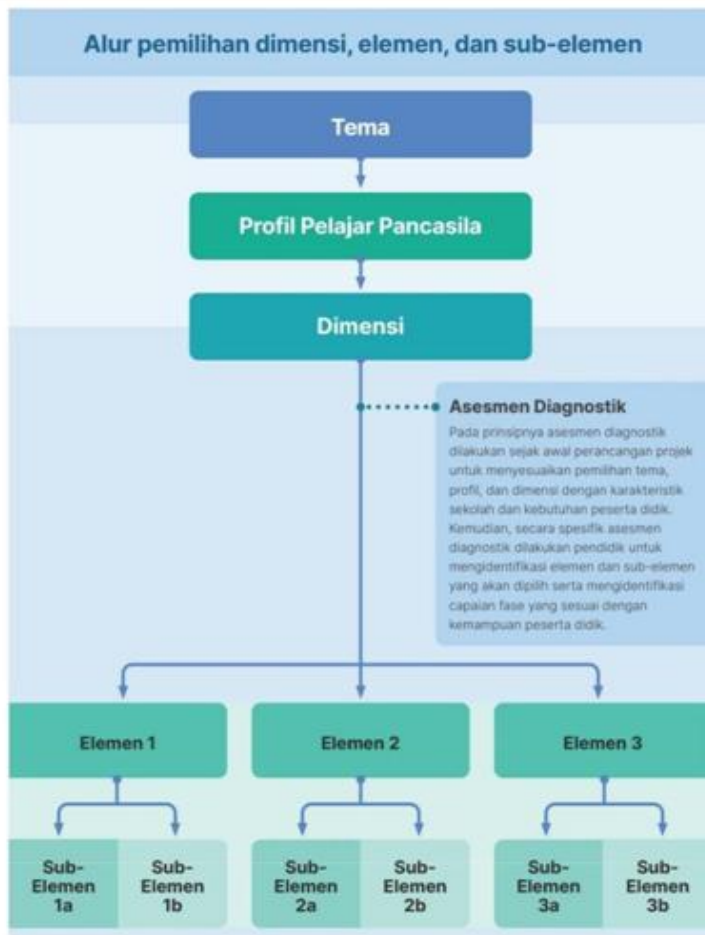 Alur pemilihan dimensi, elemen, dan sub-elemen
Tema
Profil Pelajar Pancasila
Dimensi
Asesmen Diagnostik
Pada prinsipnya asesmen diagnostik
dilakukan sejak awal perancangan projek
untuk menyesuaikan pemilihan tema,
profil, dan dimensi dengan karakteristik
sekolah dan kebutuhan peserta didik.
Kemudian, secara spesifik asesmen
diagnostik dilakukan pendidik untuk
mengidentifikasi elemen dan sub-elemen
yang akan dipilih serta mengidentifikasi
capaian fase yang sesuai dengan
kemampuan peserta didik.
Elemen 1
Elemen 2
Elemen 3
Sub-
Elemen
1a
Sub-
Elemen
1b
Sub-
Elemen
2a
Sub-
Elemen
2b
Sub-
Elemen
3a
Sub-
Elemen
3b